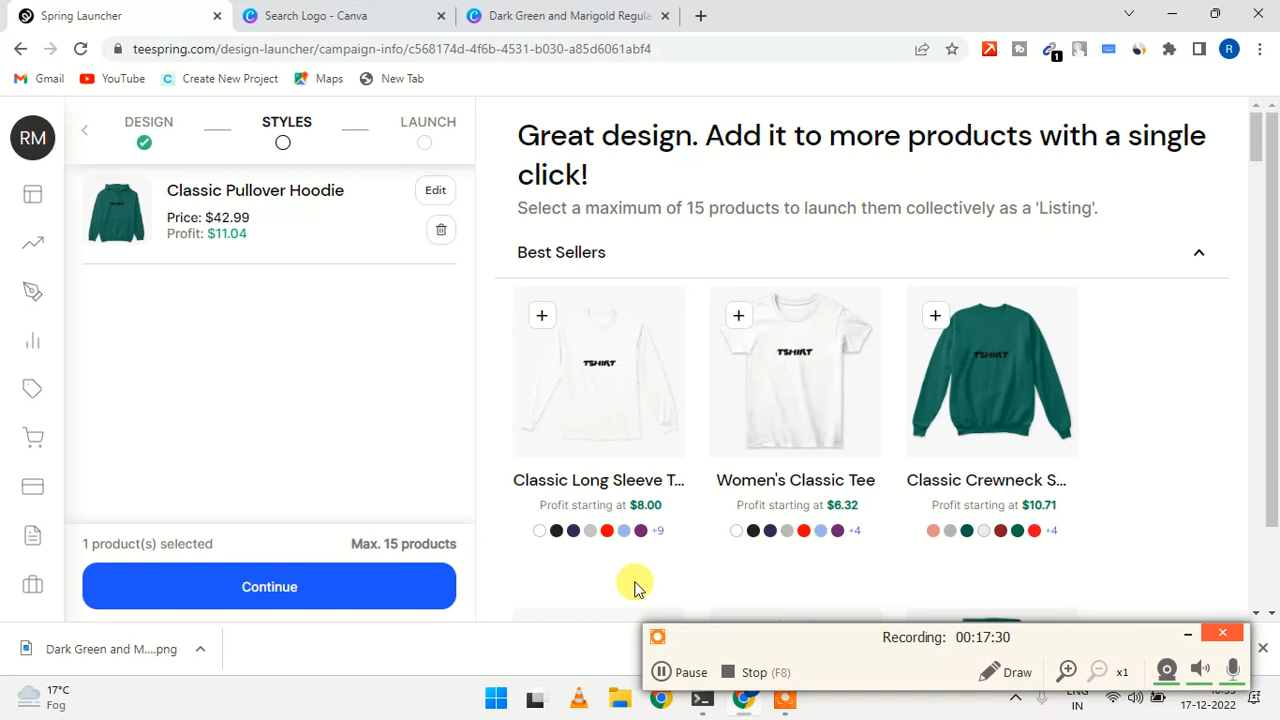 Spring Launcher
Search Logo - Canva
Dark Green and Marigold Regula
teespring.com/design-launcher/campaign-info/c568174d-4f6b-4531-b030-a85d6061abf4
1
R
Gmail
YouTube
Create New Project
Maps
New Tab
RM
DESIGN
STYLES
LAUNCH
Classic Pullover Hoodie
Edit
Price: $42.99
Profit: $11.04
1 product(s) selected
Max. 15 products
Continue
Great design. Add it to more products with a single
click!
Select a maximum of 15 products to launch them collectively as a 'Listing'.
Best Sellers
TSHIRT
TSHIRT
TSHIRT
Classic Long Sleeve T...
Women's Classic Tee
Classic Crewneck S...
Profit starting at $8.00
Profit starting at $6.32
Profit starting at $10.71
+9
+4
+4
Dark Green and M....png
Recording: 00:17:30
Pause
Stop (F8)
Draw
x1
17°C
Fog
ENG
IN
17-12-2022